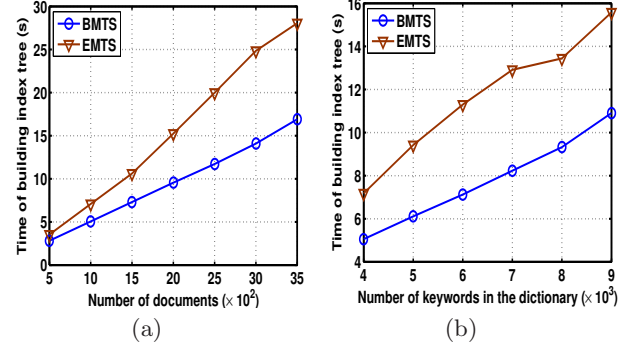 Time of building index tree (s)
30
25
20
15
10
5
0
BMTS
EMTS
5 10 15 20 25 30 35
Number of documents (× 10²)
(a)
Time of building index tree (s)
16
14
12
10
8
6
4
BMTS
EMTS
4 5 6 7 8 9
Number of keywords in the dictionary (× 10³)
(b)